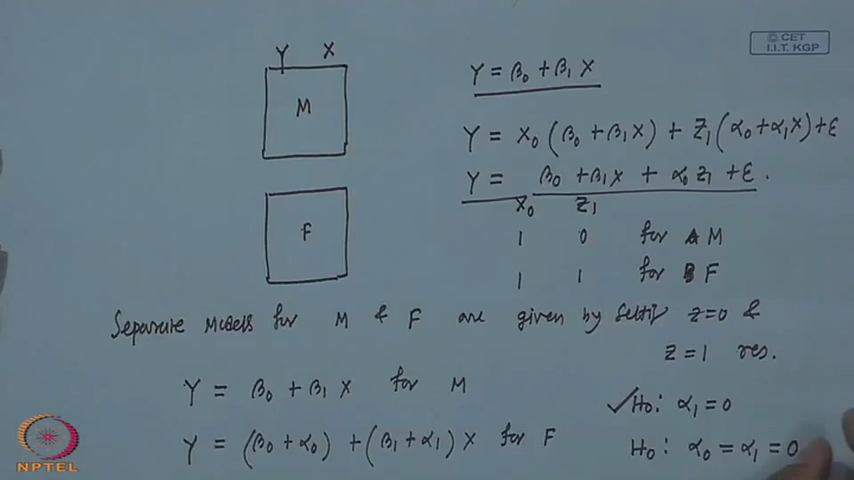 © CET
I.I.T. KGP
Y X
M
F
Y = β₀ + β₁ X
Y = X₀ (β₀ + β₁X) + Z₁(α₀ + α₁X) + ε
Y = β₀ + β₁X + α₀ Z₁ + ε .
X₀ Z₁
1 0 for M
1 1 for F
Separate Models for M & F are given by Z=0 &
Z = 1 res.
Y = β₀ + β₁ X for M
Y = (β₀ + α₀) + (β₁ + α₁) X for F
✓H₀: α₁ = 0
H₀: α₀ = α₁ = 0
NPTEL